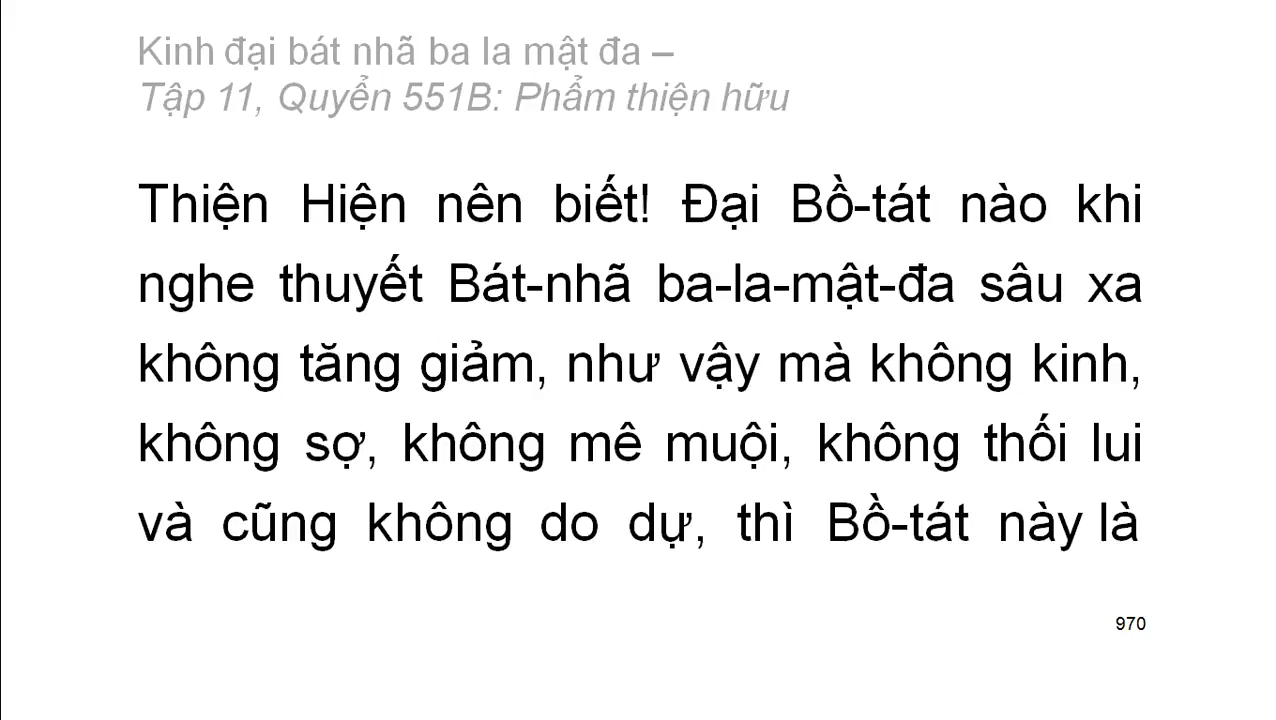 Kinh đại bát nhã ba la mật đa –
Tập 11, Quyển 551B: Phẩm thiện hữu
Thiện Hiện nên biết! Đại Bồ-tát nào khi
nghe thuyết Bát-nhã ba-la-mật-đa sâu xa
không tăng giảm, như vậy mà không kinh,
không sợ, không mê muội, không thối lui
và cũng không do dự, thì Bồ-tát này là
970